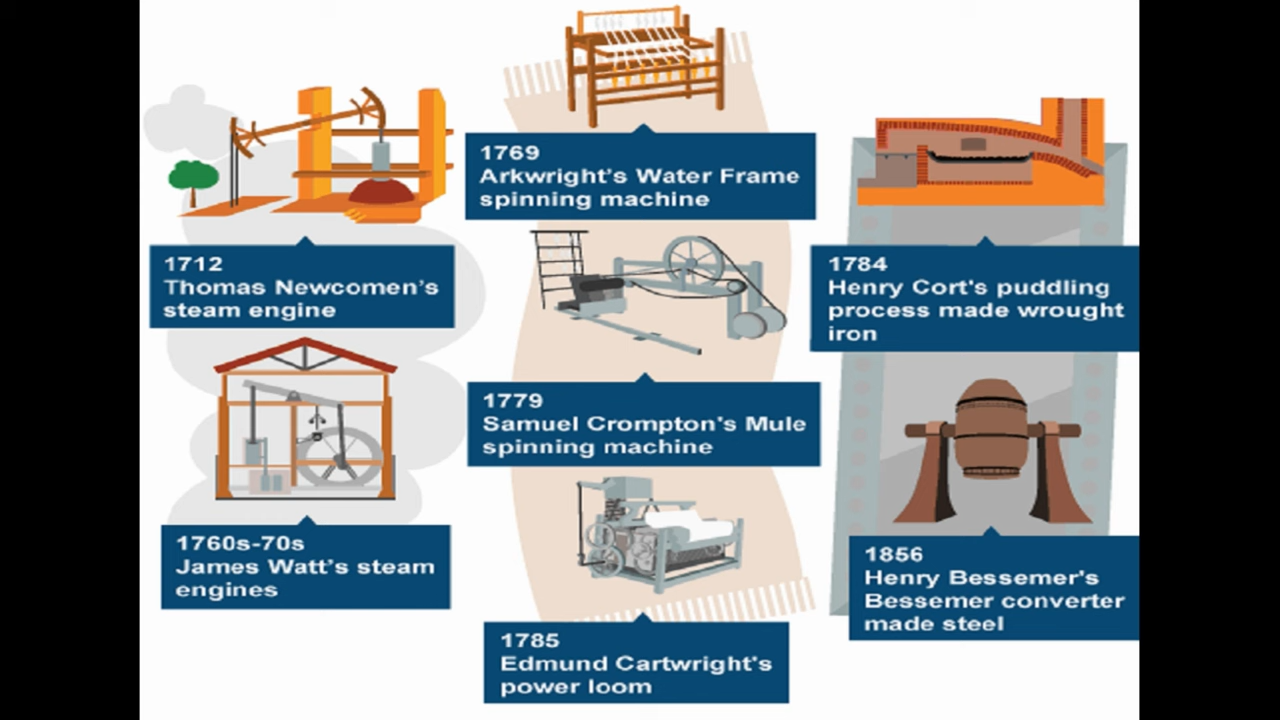 1712
Thomas Newcomen's
steam engine
1760s-70s
James Watt's steam
engines
1769
Arkwright's Water Frame
spinning machine
1779
Samuel Crompton's Mule
spinning machine
1785
Edmund Cartwright's
power loom
1784
Henry Cort's puddling
process made wrought
iron
1856
Henry Bessemer's
Bessemer converter
made steel